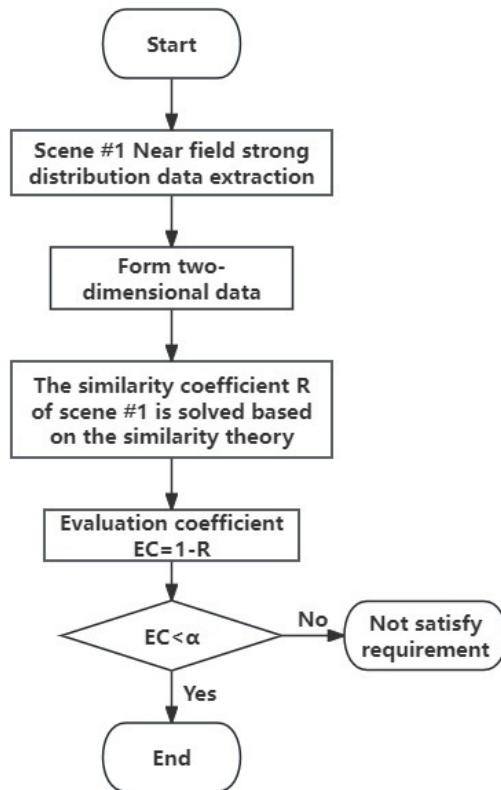 Start
Scene #1 Near field strong
distribution data extraction
Form two-
dimensional data
The similarity coefficient R
of scene #1 is solved based
on the similarity theory
Evaluation coefficient
EC=1-R
EC<α
No
Not satisfy
requirement
Yes
End